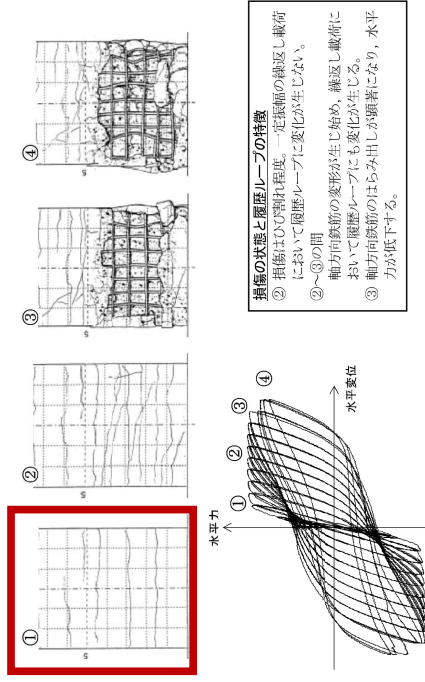 ①
②
③
④
5
5
5
水平力
①
②
③
④
水平変位
損傷の状態と履歴ループの特徴
② 損傷はひび割れ程度。一定振幅の繰返し載荷
において履歴ループに変化が生じない。
②～③の間
軸方向鉄筋の変形が生じ始め，繰返し載荷に
おいて履歴ループにも変化が生じる。
③ 軸方向鉄筋のはらみ出しが顕著になり，水平
力が低下する。